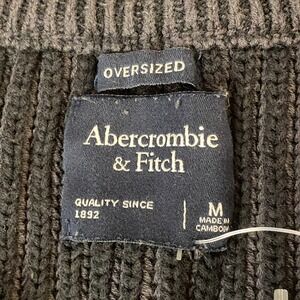 OVERSIZED
Abercrombie
& Fitch
QUALITY SINCE
1892
M
MADE IN
CAMBODIA